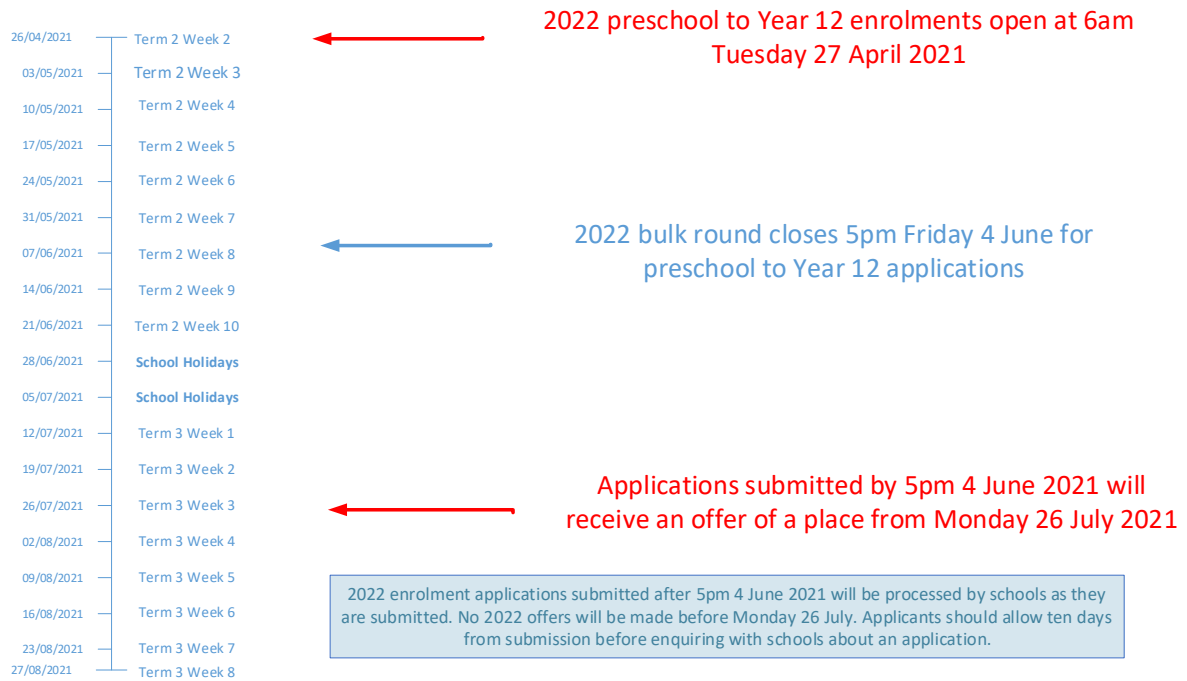 2022 preschool to Year 12 enrolments open at 6am
Tuesday 27 April 2021
26/04/2021 Term 2 Week 2
03/05/2021 Term 2 Week 3
10/05/2021 Term 2 Week 4
17/05/2021 Term 2 Week 5
24/05/2021 Term 2 Week 6
31/05/2021 Term 2 Week 7
2022 bulk round closes 5pm Friday 4 June for
preschool to Year 12 applications
07/06/2021 Term 2 Week 8
14/06/2021 Term 2 Week 9
21/06/2021 Term 2 Week 10
28/06/2021 School Holidays
05/07/2021 School Holidays
12/07/2021 Term 3 Week 1
19/07/2021 Term 3 Week 2
Applications submitted by 5pm 4 June 2021 will
receive an offer of a place from Monday 26 July 2021
26/07/2021 Term 3 Week 3
02/08/2021 Term 3 Week 4
09/08/2021 Term 3 Week 5
16/08/2021 Term 3 Week 6
23/08/2021 Term 3 Week 7
27/08/2021 Term 3 Week 8
2022 enrolment applications submitted after 5pm 4 June 2021 will be processed by schools as they
are submitted. No 2022 offers will be made before Monday 26 July. Applicants should allow ten days
from submission before enquiring with schools about an application.